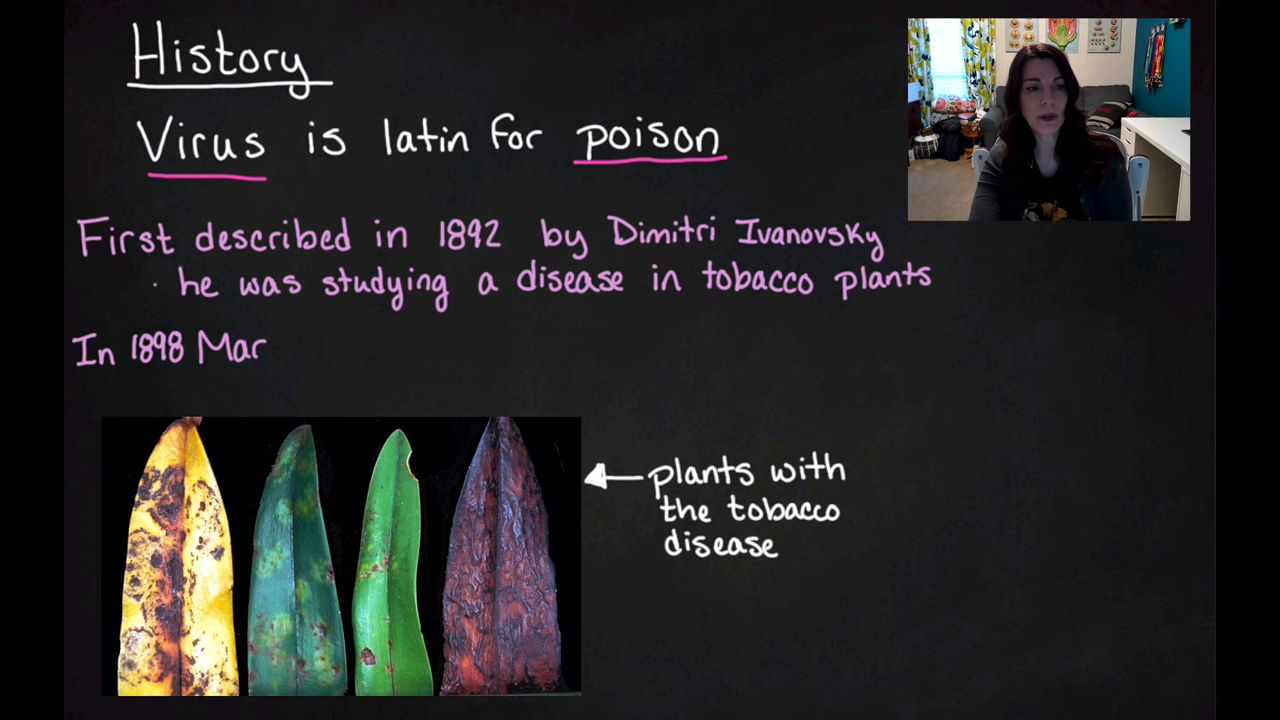 History
Virus is latin for poison
First described in 1892 by Dimitri Ivanovsky
· he was studying a disease in tobacco plants
In 1898 Mar
plants with
the tobacco
disease